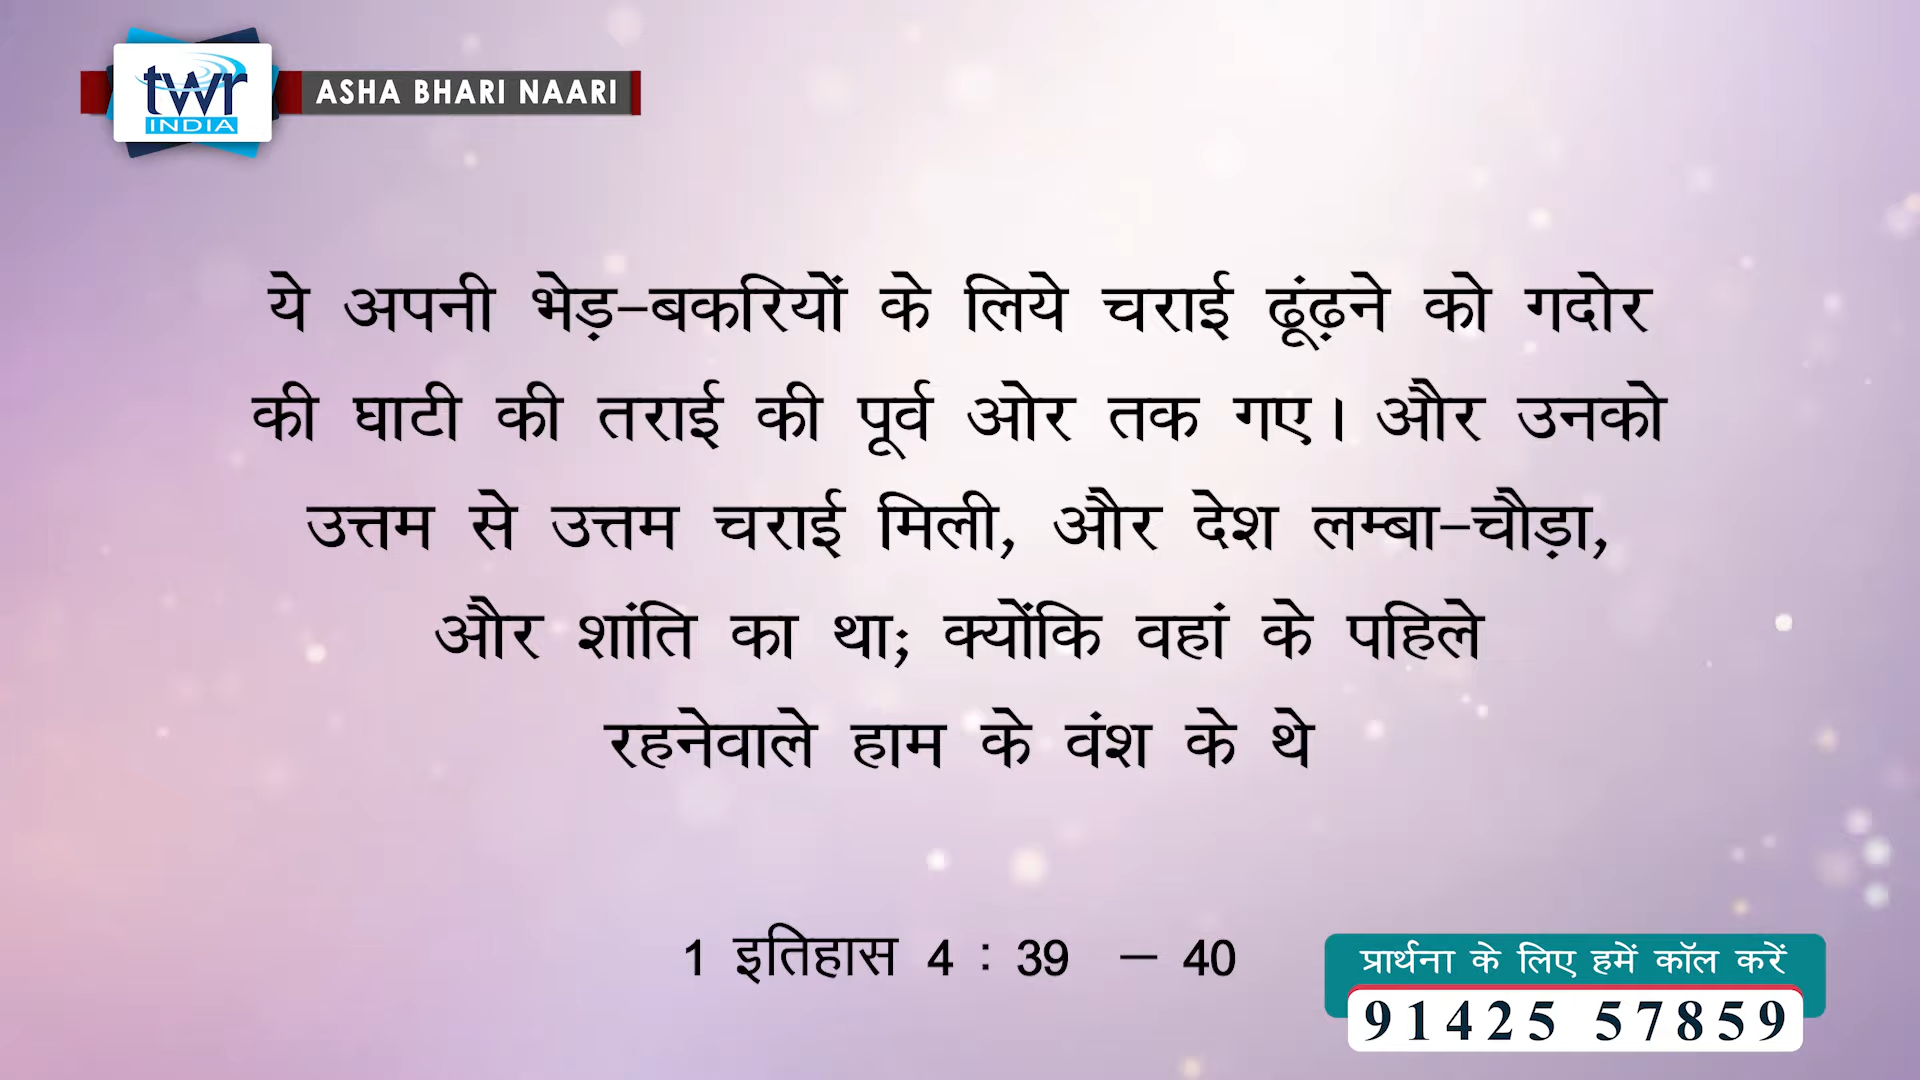 twr
INDIA
ASHA BHARI NAARI
ये अपनी भेड़-बकरियों के लिये चराई ढूंढ़ने को गदोर
की घाटी की तराई की पूर्व ओर तक गए। और उनको
उत्तम से उत्तम चराई मिली, और देश लम्बा-चौड़ा,
और शांति का था; क्योंकि वहां के पहिले
रहनेवाले हाम के वंश के थे
1 इतिहास 4 : 39 - 40
प्रार्थना के लिए हमें कॉल करें
91425 57859